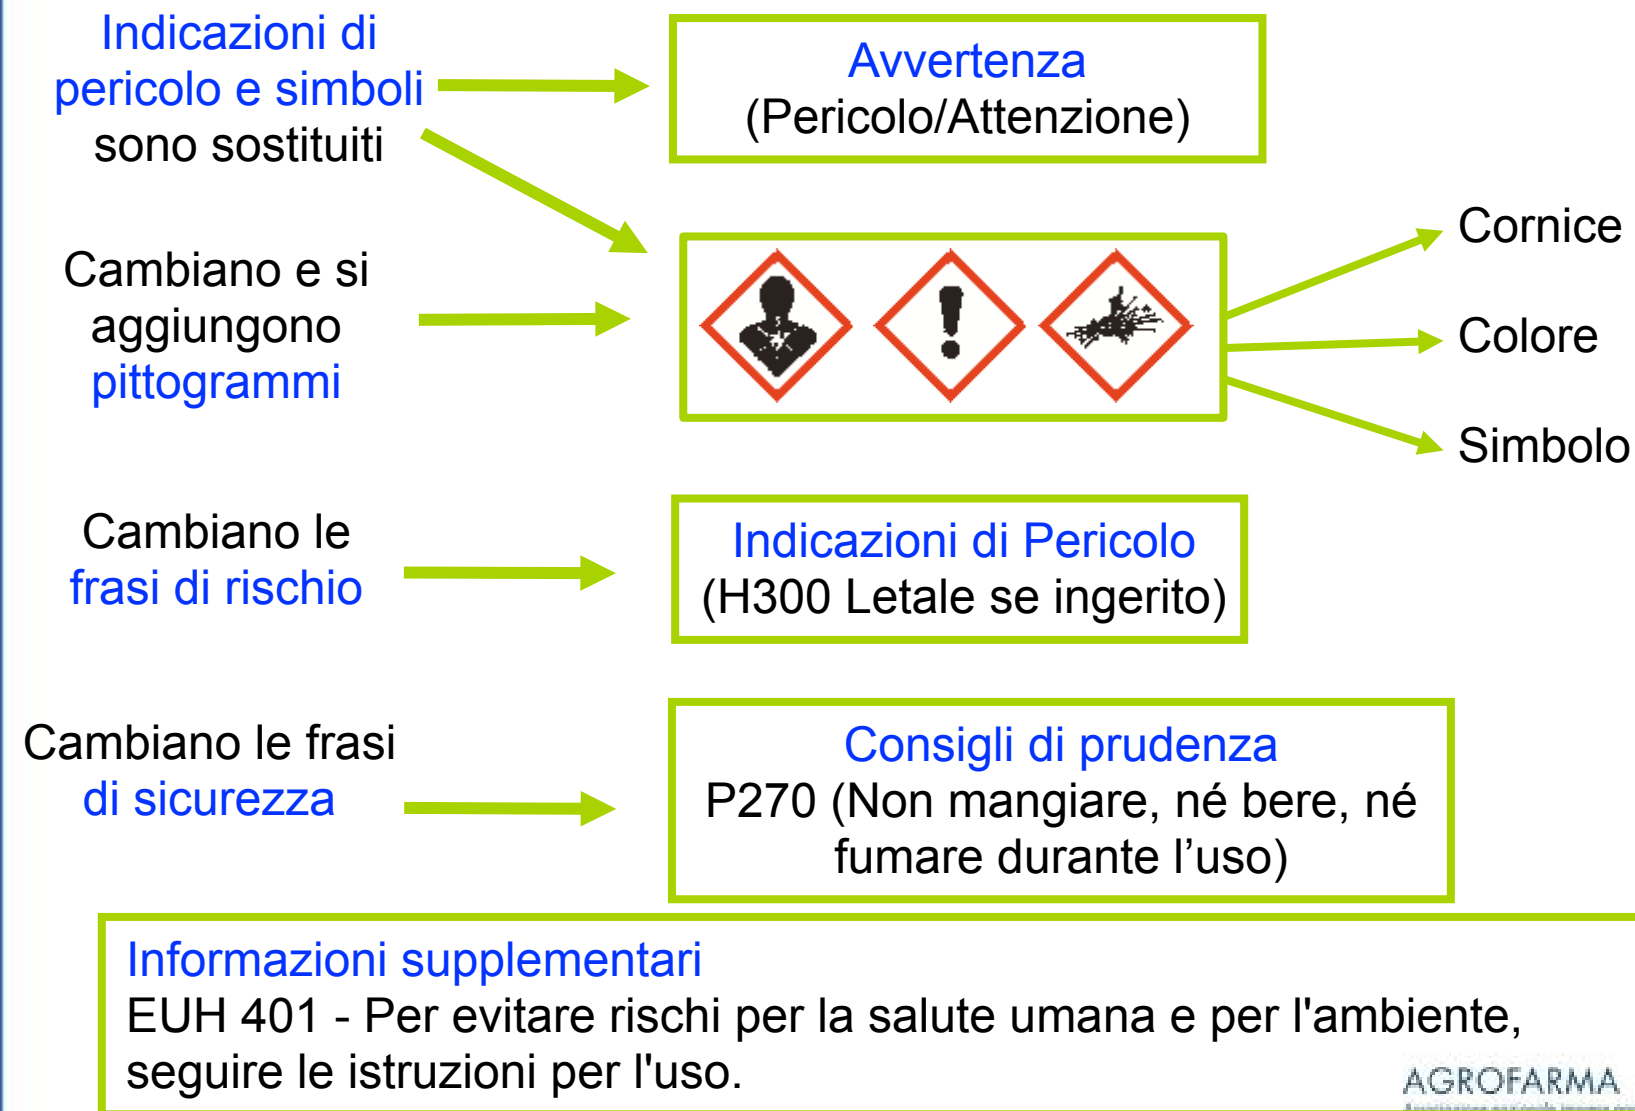 Indicazioni di
pericolo e simboli
sono sostituiti
Avvertenza
(Pericolo/Attenzione)
Cambiano e si
aggiungono
pittogrammi
Cornice
Colore
Simbolo
Cambiano le
frasi di rischio
Indicazioni di Pericolo
(H300 Letale se ingerito)
Cambiano le frasi
di sicurezza
Consigli di prudenza
P270 (Non mangiare, né bere, né
fumare durante l’uso)
Informazioni supplementari
EUH 401 - Per evitare rischi per la salute umana e per l'ambiente,
seguire le istruzioni per l'uso.
AGROFARMA